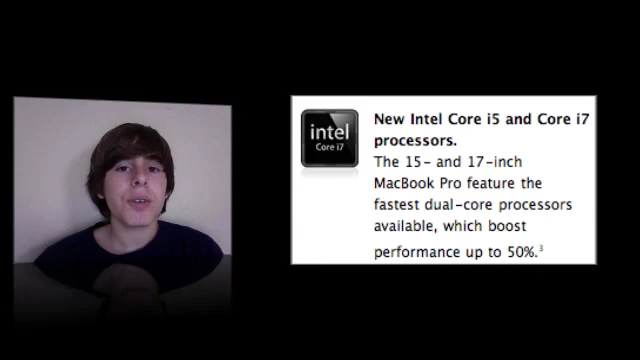 intel
Core i7
New Intel Core i5 and Core i7
processors.
The 15- and 17-inch
MacBook Pro feature the
fastest dual-core processors
available, which boost
performance up to 50%.³